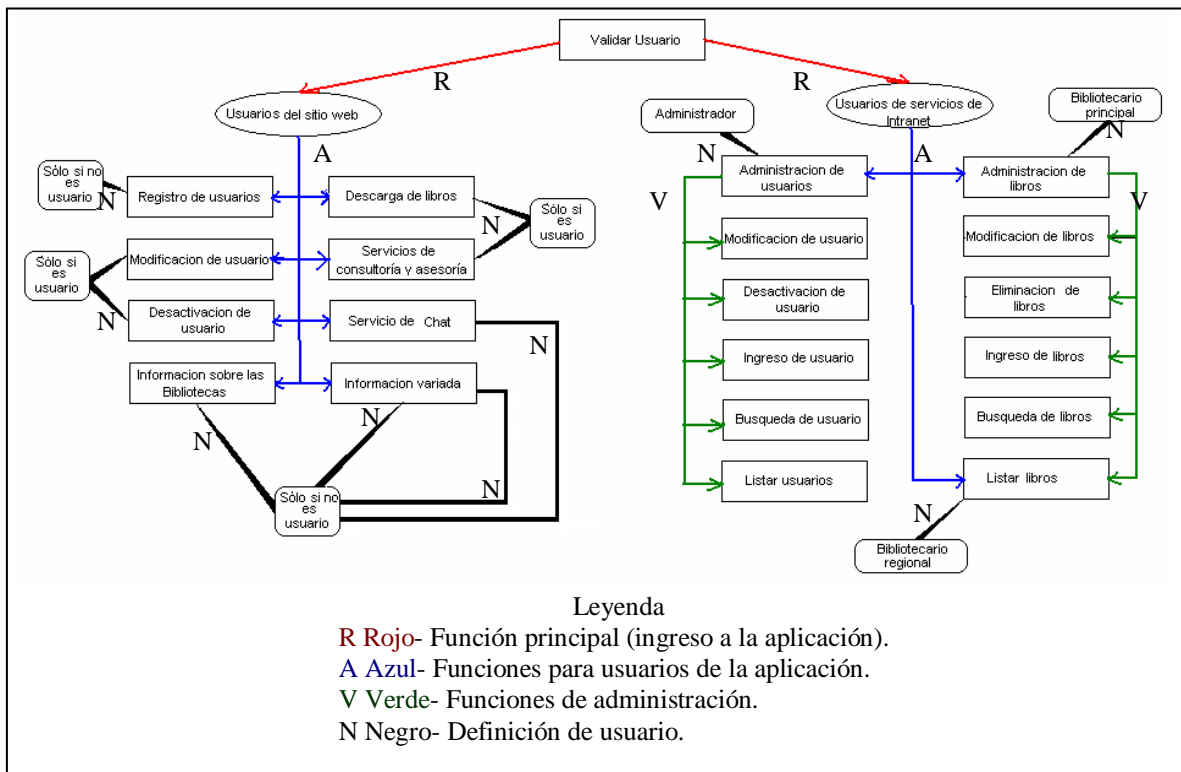 Validar Usuario
R
R
Usuarios del sitio web
Usuarios de servicios de
Intranet
Administrador
Bibliotecario
principal
N
N
A
A
Sólo si no
es
usuario
N
Registro de usuarios
Descarga de libros
N
Sólo si
es
usuario
Administracion de
usuarios
Administracion de
libros
V
V
Sólo si
es
usuario
Modificacion de usuario
Servicios de
consultoría y asesoría
Modificacion de usuario
Modificacion de libros
N
Desactivacion de
usuario
Servicio de Chat
N
Desactivacion de
usuario
Eliminacion de
libros
Informacion sobre las
Bibliotecas
Informacion variada
Ingreso de usuario
Ingreso de libros
N
N
Busqueda de usuario
Busqueda de libros
N
Sólo si no
es
usuario
Listar usuarios
Listar libros
N
Bibliotecario
regional
Leyenda
R Rojo- Función principal (ingreso a la aplicación).
A Azul- Funciones para usuarios de la aplicación.
V Verde- Funciones de administración.
N Negro- Definición de usuario.